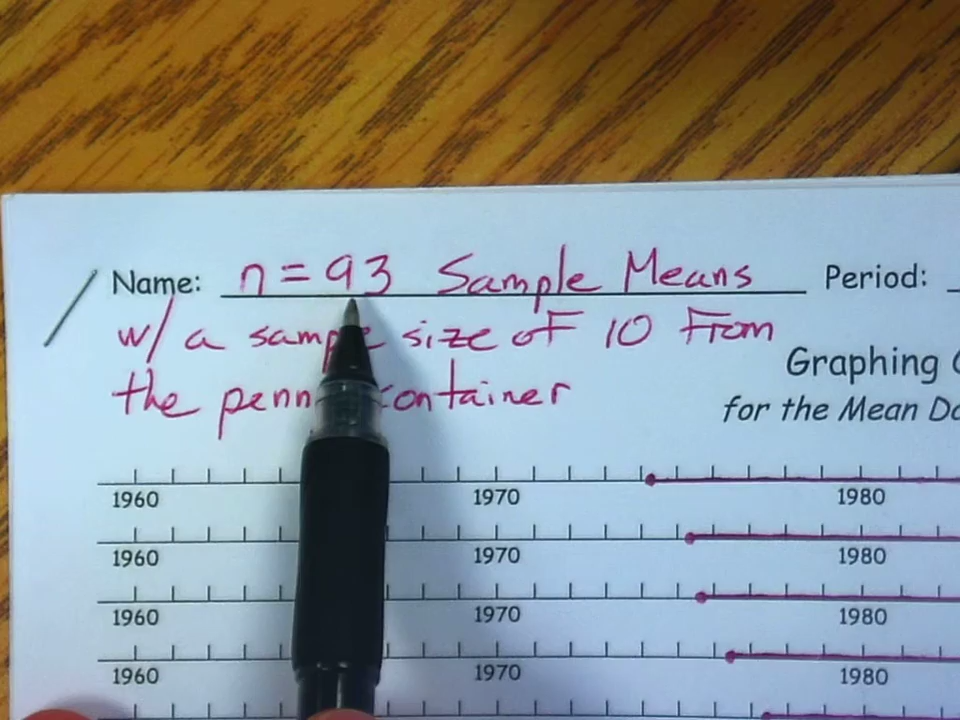 Name: n = 93 Sample Means Period:
w/ a sample size of 10 from
Graphing
the container
for the Mean
1960 1970 1980
1960 1970 1980
1960 1970 1980
1960 1970 1980